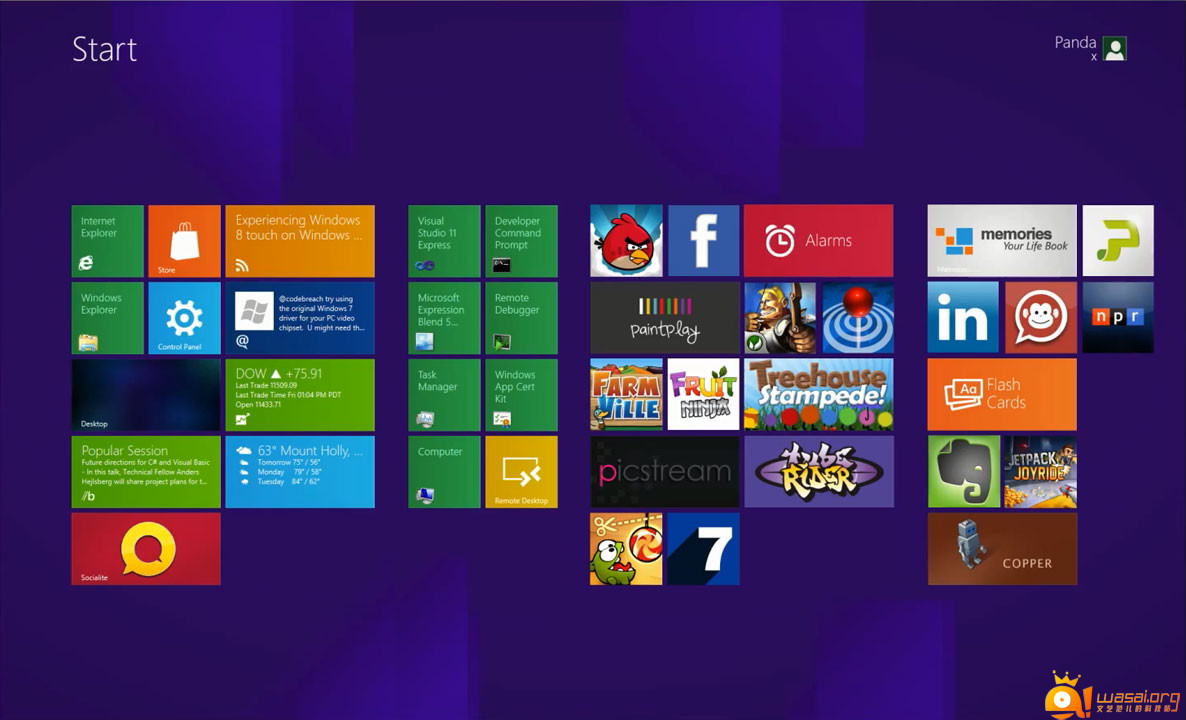 Start
Panda
x
Internet
Explorer
Store
Experiencing Windows
8 touch on Windows ...
Windows
Explorer
Control Panel
@codebreach try using
the original Windows 7
driver for your PC video
chipset. U might need th...
@
Desktop
DOW ▲ +75.91
Last Trade 11509.09
Last Trade Time Fri 01:04 PM PDT
Open 11433.71
Popular Session
Future directions for C# and Visual Basic
- In this talk, Technical Fellow Anders
Hejlsberg will share project plans for t...
//b
63° Mount Holly, ...
Tomorrow 75° / 56°
Monday 79° / 58°
Tuesday 84° / 62°
Socialite
Visual
Studio 11
Express
Developer
Command
Prompt
Microsoft
Expression
Blend 5...
Remote
Debugger
Task
Manager
Windows
App Cert
Kit
Computer
Remote Desktop
f
Alarms
paintplay
FARM
VILLE
FRUIT
NINJA
Treehouse
Stampede!
picstream
TUBE
RIDER
7
memories
Your Life Book
in
npr
Aa
Flash
Cards
JETPACK
JOYRIDE
COPPER
wasai.org